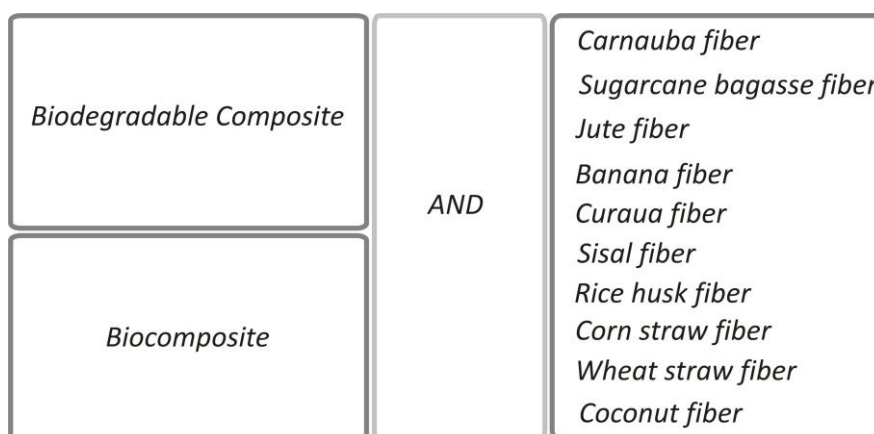 Biodegradable Composite
Biocomposite
AND
Carnauba fiber
Sugarcane bagasse fiber
Jute fiber
Banana fiber
Curaua fiber
Sisal fiber
Rice husk fiber
Corn straw fiber
Wheat straw fiber
Coconut fiber